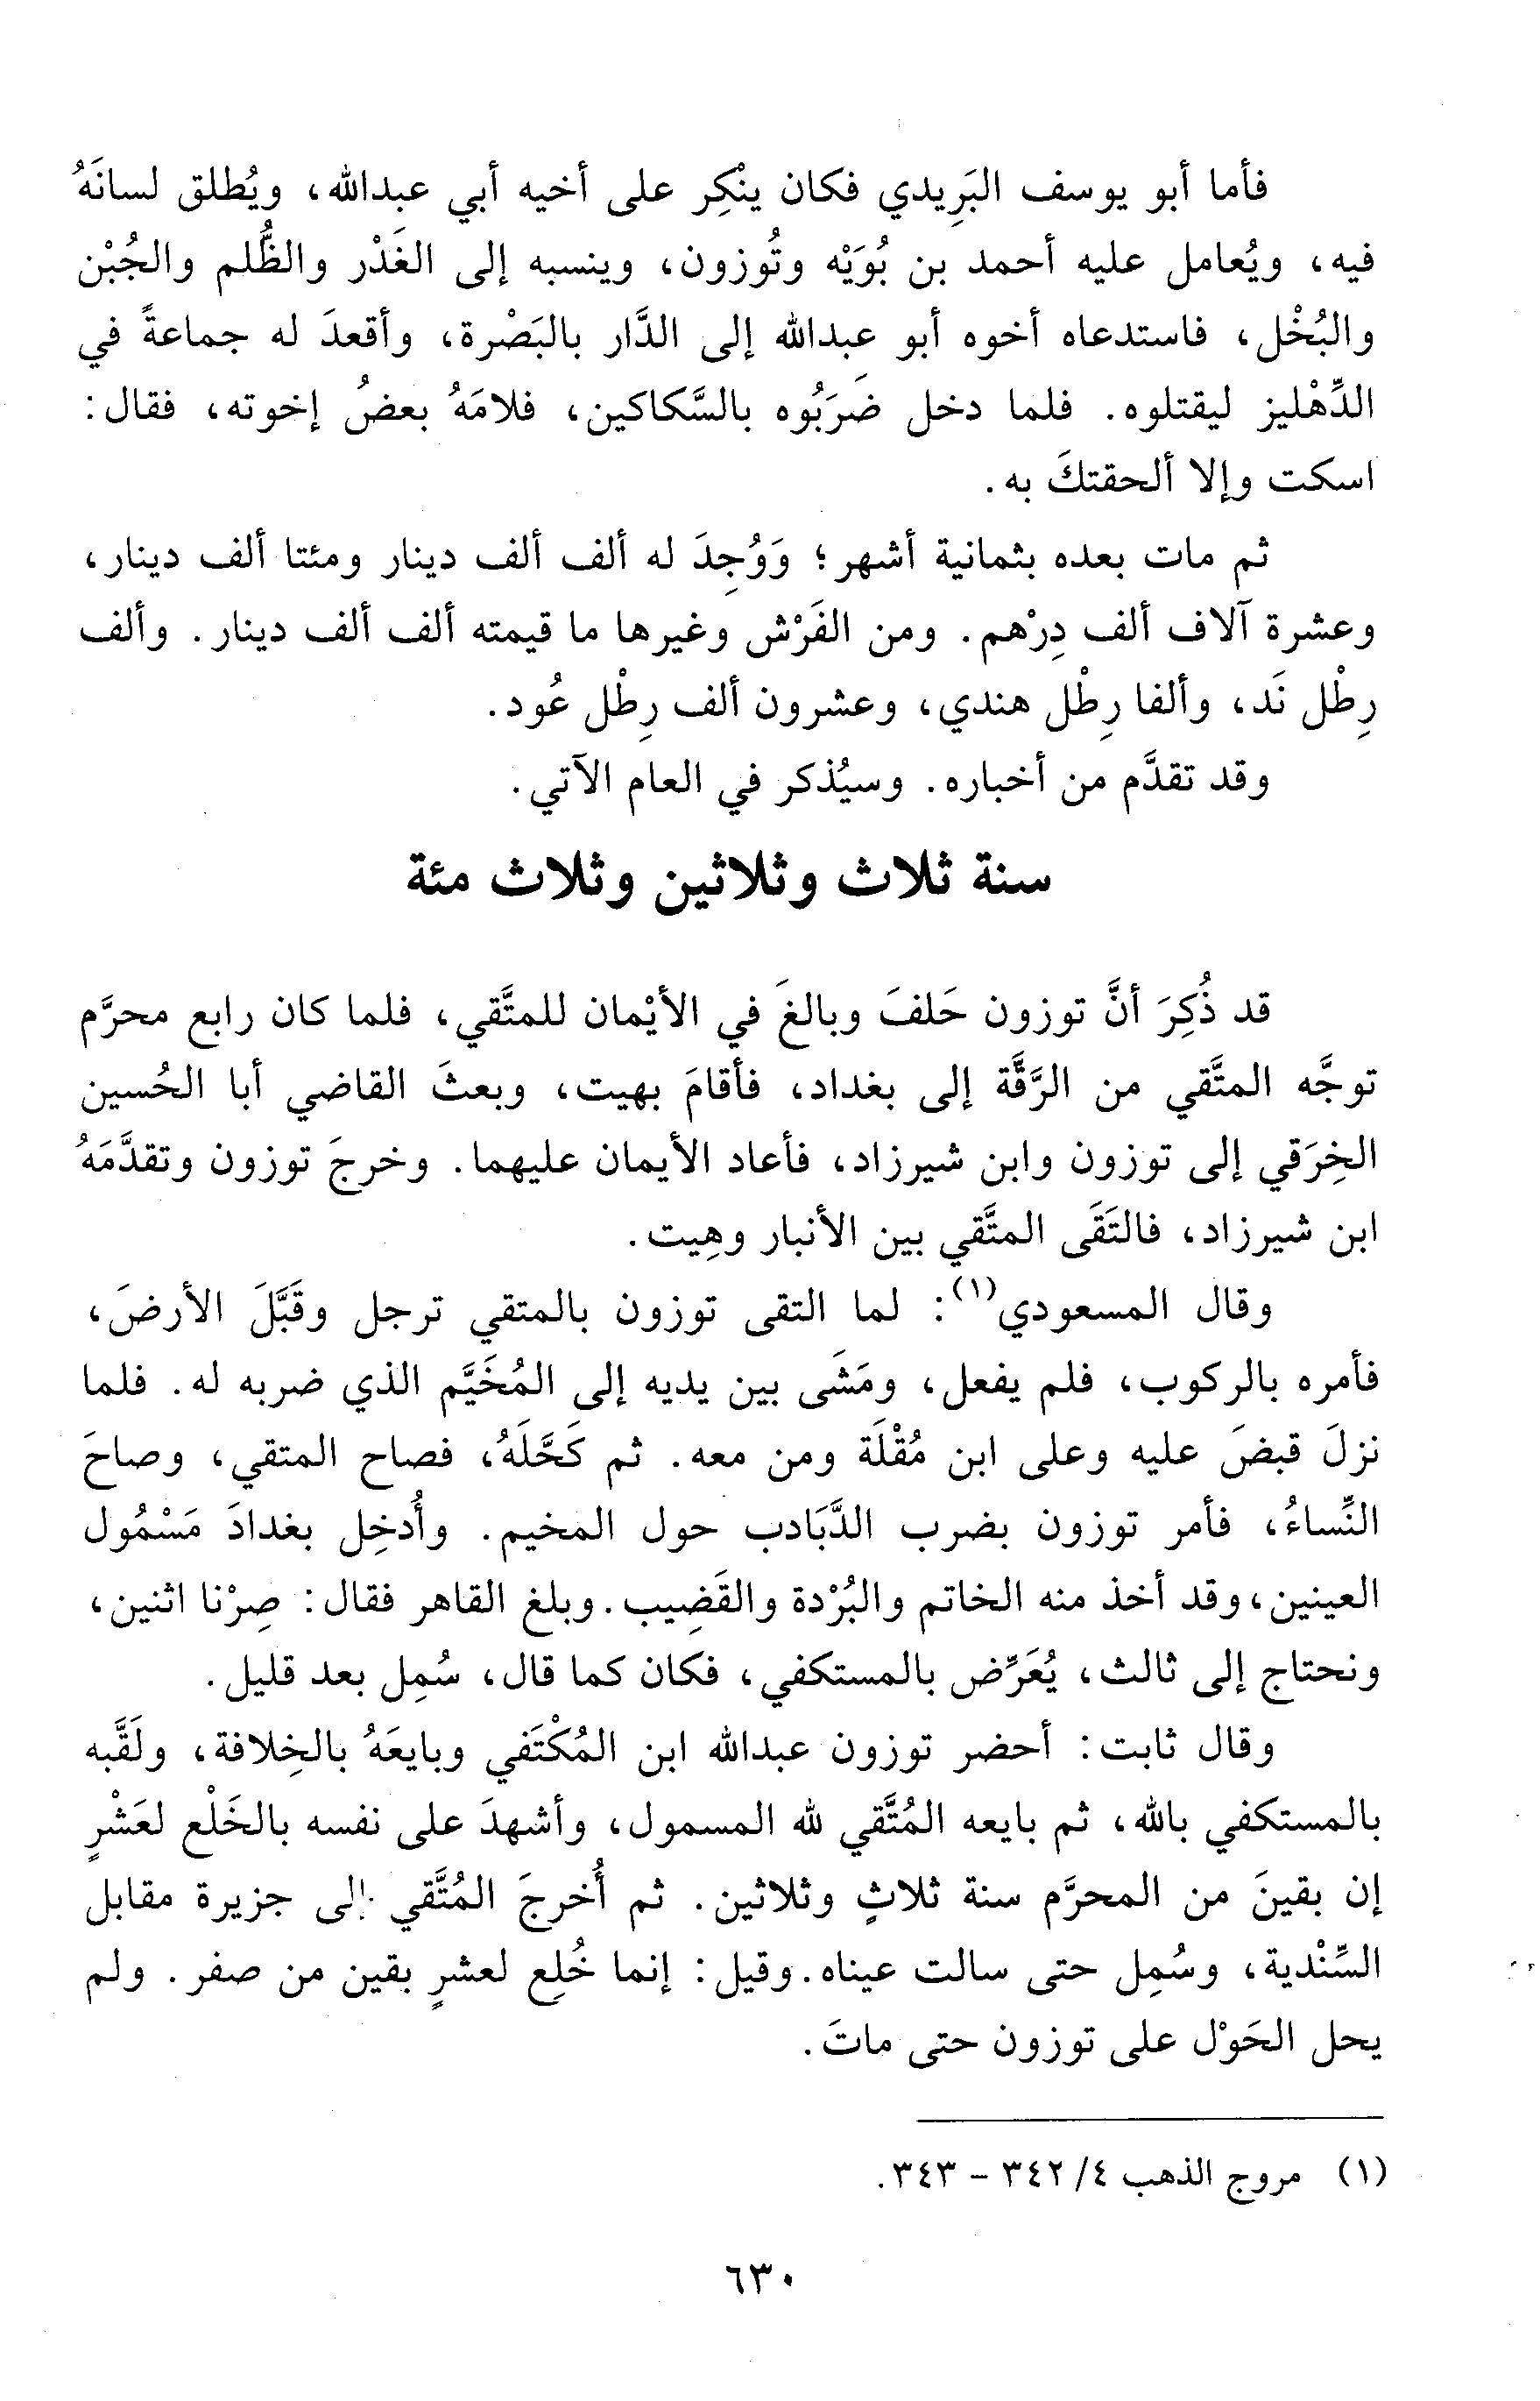 فأما أبو يوسف البَرِيدي فكان ينْكِر على أخيه أبي عبدالله، ويُطلق لسانَهُ
فيه، ويُعامل عليه أحمد بن بُوَيْه وتُوزون، وينسبه إلى الغَدْر والظُّلم والجُبْن
والبُخْل، فاستدعاه أخوه أبو عبدالله إلى الدَّار بالبَصْرة، وأقعدَ له جماعةً في
الدِّهْليز ليقتلوه. فلما دخل ضَرَبُوه بالسَّكاكين، فلامَهُ بعضُ إخوته، فقال:
اسكت وإلا ألحقتكَ به.
ثم مات بعده بثمانية أشهر؛ وَوُجِدَ له ألف ألف دينار ومئتا ألف دينار،
وعشرة آلاف ألف دِرْهم. ومن الفَرْش وغيرها ما قيمته ألف ألف دينار. وألف
رِطْل نَد، وألفا رِطْل هندي، وعشرون ألف رِطْل عُود.
وقد تقدَّم من أخباره. وسيُذكر في العام الآتي.
سنة ثلاث وثلاثين وثلاث مئة
قد ذُكِرَ أنَّ توزون حَلفَ وبالغَ في الأيْمان للمتَّقي، فلما كان رابع محرَّم
توجَّه المتَّقي من الرَّقَّة إلى بغداد، فأقامَ بهيت، وبعثَ القاضي أبا الحُسين
الخِرَقي إلى توزون وابن شيرزاد، فأعاد الأيمان عليهما. وخرجَ توزون وتقدَّمَهُ
ابن شيرزاد، فالتَقَى المتَّقي بين الأنبار وهِيت.
وقال المسعودي(١): لما التقى توزون بالمتقي ترجل وقَبَّلَ الأرضَ،
فأمره بالركوب، فلم يفعل، ومَشَى بين يديه إلى المُخَيَّم الذي ضربه له. فلما
نزلَ قبضَ عليه وعلى ابن مُقْلَة ومن معه. ثم كَحَّلَهُ، فصاح المتقي، وصاحَ
النِّساءُ، فأمر توزون بضرب الدَّبَادب حول المخيم. وأُدخِل بغدادَ مَسْمُول
العينين، وقد أخذ منه الخاتم والبُرْدة والقَضِيب. وبلغ القاهر فقال: صِرْنا اثنين،
ونحتاج إلى ثالث، يُعَرِّض بالمستكفي، فكان كما قال، سُمِل بعد قليل.
وقال ثابت: أحضر توزون عبدالله ابن المُكْتَفي وبايعَهُ بالخِلافة، ولَقَّبه
بالمستكفي بالله، ثم بايعه المُتَّقي لله المسمول، وأشهدَ على نفسه بالخَلْع لعَشْرٍ
إن بقينَ من المحرَّم سنة ثلاثٍ وثلاثين. ثم أُخرجَ المُتَّقي إلى جزيرة مقابل
السِّنْدية، وسُمِل حتى سالت عيناه. وقيل: إنما خُلِع لعشرٍ بقين من صفر. ولم
يحل الحَوْل على توزون حتى ماتَ.
(١) مروج الذهب ٤/ ٣٤٢ - ٣٤٣.
٦٣٠